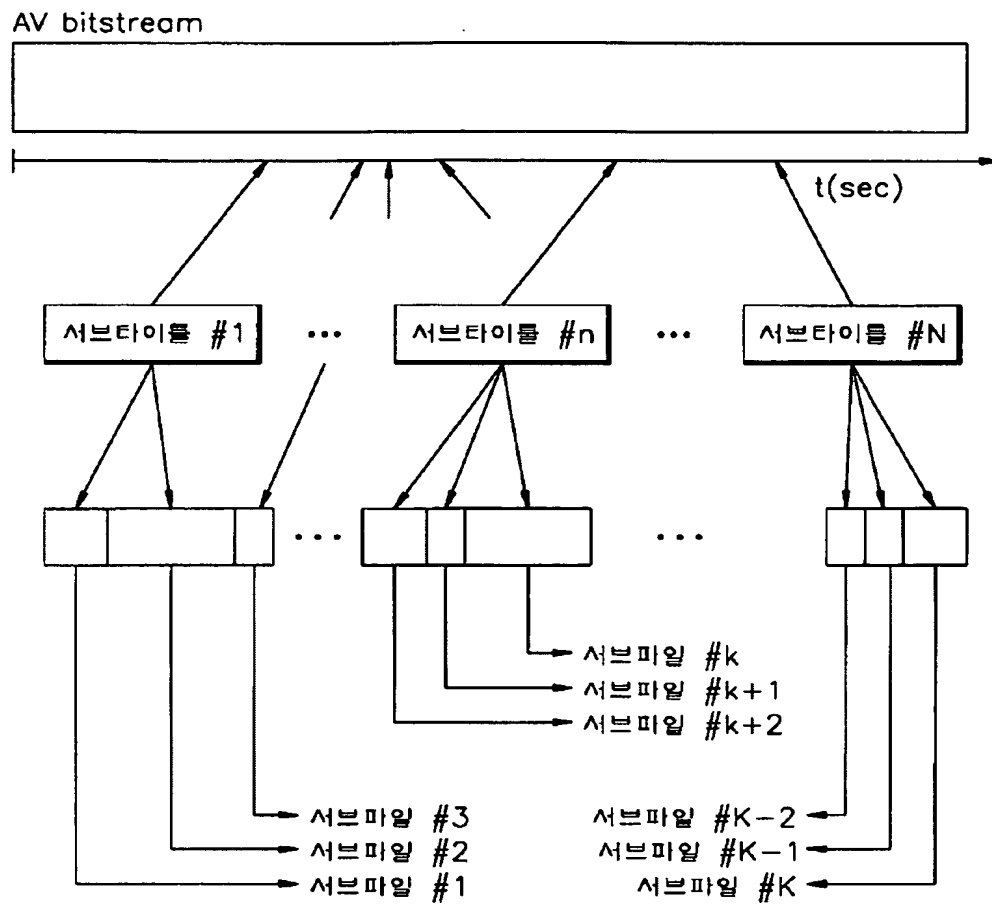 AV bitstream
t(sec)
서브타이틀 #1 ... 서브타이틀 #n ... 서브타이틀 #N
... ...
서브파일 #k
서브파일 #k+1
서브파일 #k+2
서브파일 #3
서브파일 #2
서브파일 #1
서브파일 #K-2
서브파일 #K-1
서브파일 #K